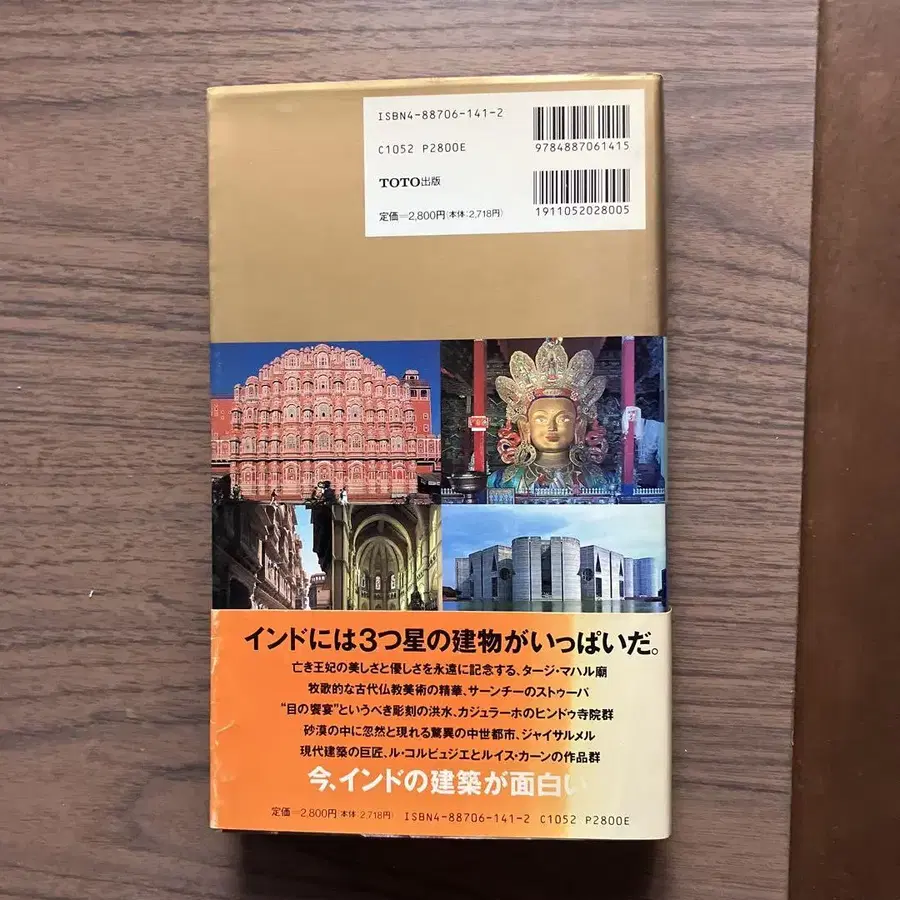 ISBN4-88706-141-2
C1052 P2800E
TOTO出版
定価=2,800円(本体:2,718円)
9784887061415
1911052028005
インドには3つ星の建物がいっぱいだ。
亡き王妃の美しさと優しさを永遠に記念する、タージ・マハル廟
牧歌的な古代仏教美術の精華、サーンチーのストゥーパ
“目の饗宴”というべき彫刻の洪水、カジュラーホのヒンドゥ寺院群
砂漠の中に忽然と現れる驚異の中世都市、ジャイサルメル
現代建築の巨匠、ル・コルビュジエとルイス・カーンの作品群
今、インドの建築が面白い
定価=2,800円(本体:2,718円) ISBN4-88706-141-2 C1052 P2800E